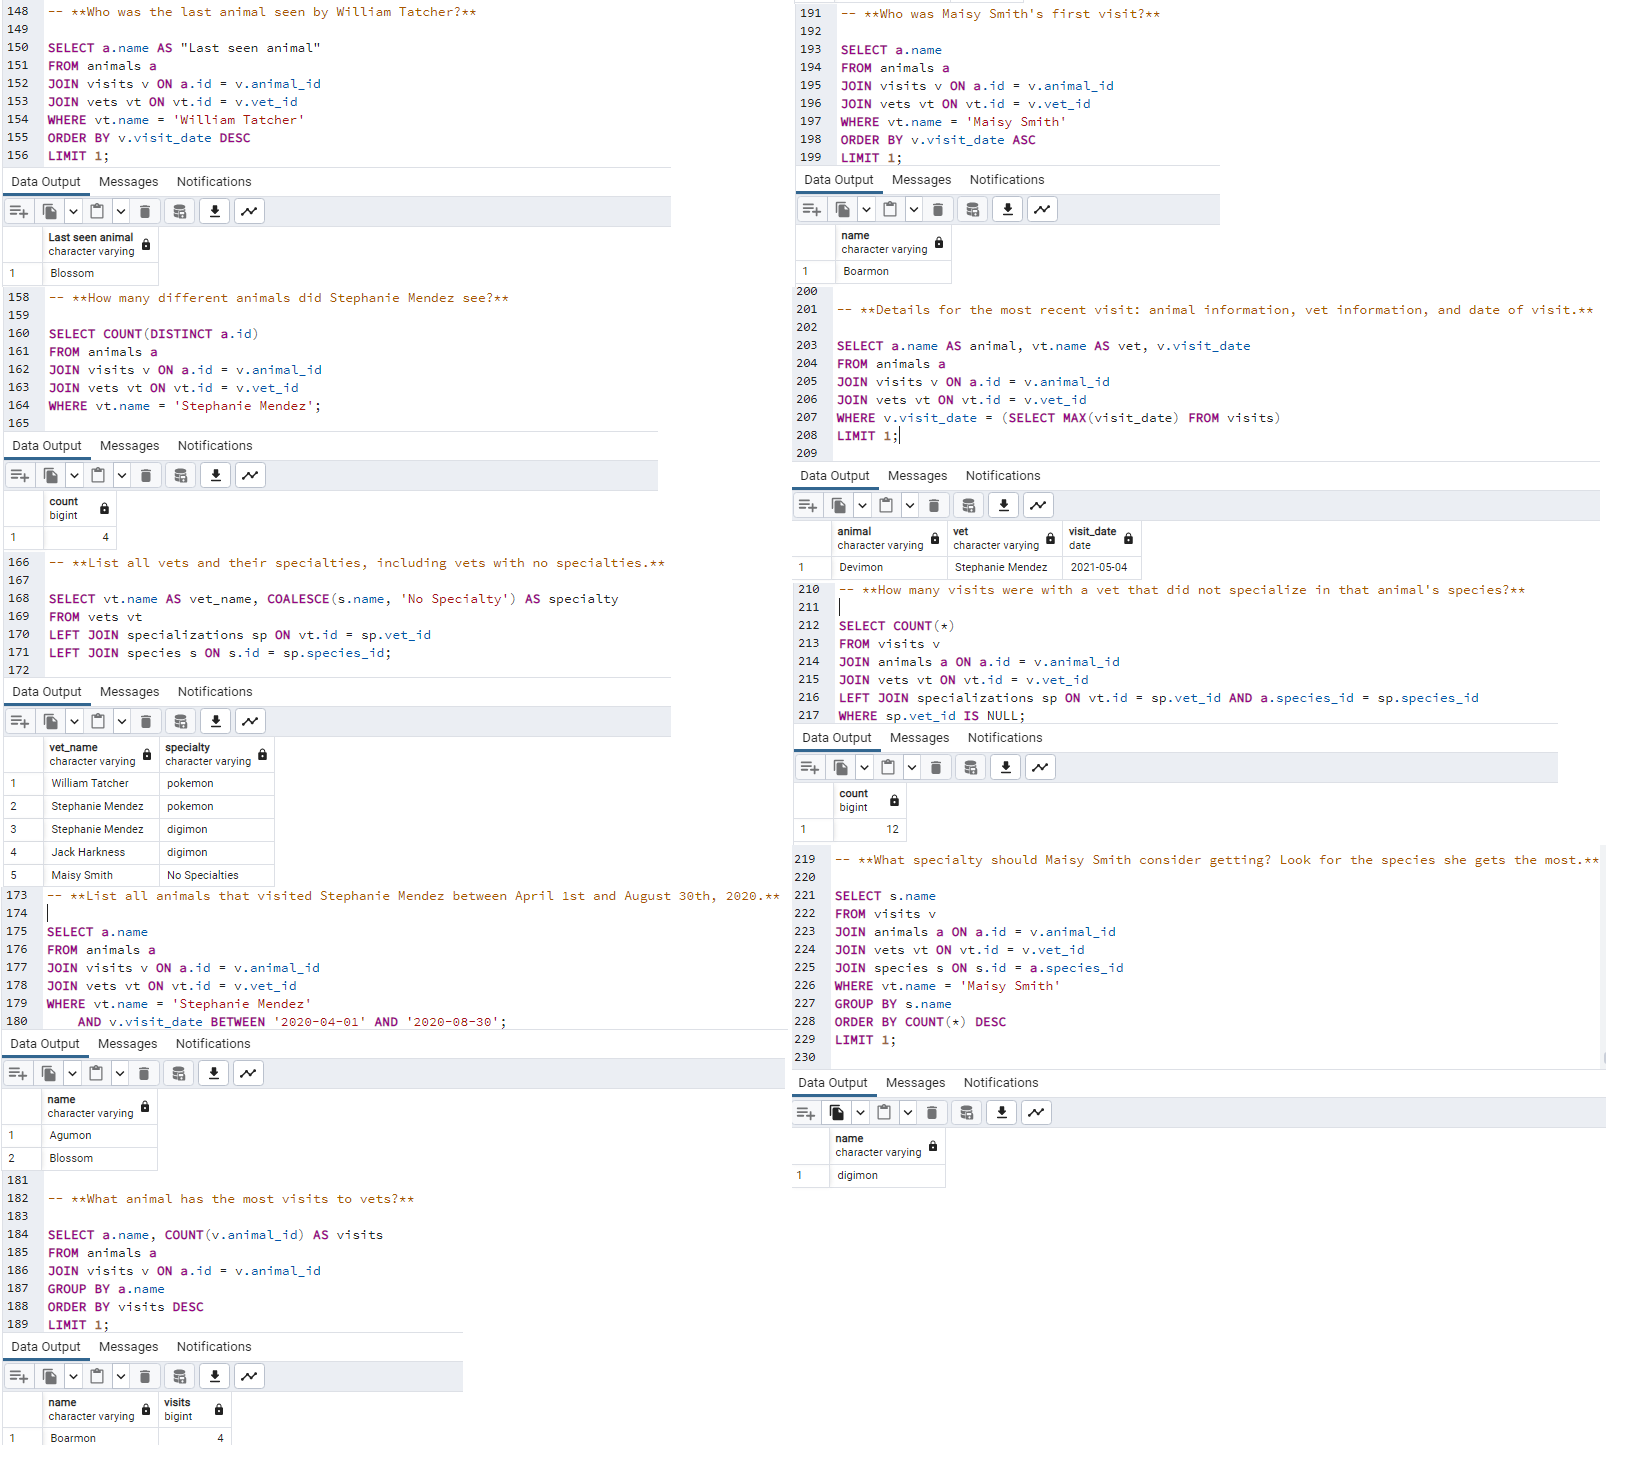 148 -- **Who was the last animal seen by William Tatcher?**
149
150 SELECT a.name AS "Last seen animal"
151 FROM animals a
152 JOIN visits v ON a.id = v.animal_id
153 JOIN vets vt ON vt.id = v.vet_id
154 WHERE vt.name = 'William Tatcher'
155 ORDER BY v.visit_date DESC
156 LIMIT 1;
Data Output Messages Notifications
Last seen animal
character varying
1 Blossom
158 -- **How many different animals did Stephanie Mendez see?**
159
160 SELECT COUNT(DISTINCT a.id)
161 FROM animals a
162 JOIN visits v ON a.id = v.animal_id
163 JOIN vets vt ON vt.id = v.vet_id
164 WHERE vt.name = 'Stephanie Mendez';
165
Data Output Messages Notifications
count
bigint
1 4
166 -- **List all vets and their specialties, including vets with no specialties.**
167
168 SELECT vt.name AS vet_name, COALESCE(s.name, 'No Specialty') AS specialty
169 FROM vets vt
170 LEFT JOIN specializations sp ON vt.id = sp.vet_id
171 LEFT JOIN species s ON s.id = sp.species_id;
172
Data Output Messages Notifications
vet_name specialty
character varying character varying
1 William Tatcher pokemon
2 Stephanie Mendez pokemon
3 Stephanie Mendez digimon
4 Jack Harkness digimon
5 Maisy Smith No Specialties
173 -- **List all animals that visited Stephanie Mendez between April 1st and August 30th, 2020.**
174
175 SELECT a.name
176 FROM animals a
177 JOIN visits v ON a.id = v.animal_id
178 JOIN vets vt ON vt.id = v.vet_id
179 WHERE vt.name = 'Stephanie Mendez'
180 AND v.visit_date BETWEEN '2020-04-01' AND '2020-08-30';
Data Output Messages Notifications
name
character varying
1 Agumon
2 Blossom
181
182 -- **What animal has the most visits to vets?**
183
184 SELECT a.name, COUNT(v.animal_id) AS visits
185 FROM animals a
186 JOIN visits v ON a.id = v.animal_id
187 GROUP BY a.name
188 ORDER BY visits DESC
189 LIMIT 1;
Data Output Messages Notifications
name visits
character varying bigint
1 Boarmon 4
191 -- **Who was Maisy Smith's first visit?**
192
193 SELECT a.name
194 FROM animals a
195 JOIN visits v ON a.id = v.animal_id
196 JOIN vets vt ON vt.id = v.vet_id
197 WHERE vt.name = 'Maisy Smith'
198 ORDER BY v.visit_date ASC
199 LIMIT 1;
Data Output Messages Notifications
name
character varying
1 Boarmon
200
201 -- **Details for the most recent visit: animal information, vet information, and date of visit.**
202
203 SELECT a.name AS animal, vt.name AS vet, v.visit_date
204 FROM animals a
205 JOIN visits v ON a.id = v.animal_id
206 JOIN vets vt ON vt.id = v.vet_id
207 WHERE v.visit_date = (SELECT MAX(visit_date) FROM visits)
208 LIMIT 1;
209
Data Output Messages Notifications
animal vet visit_date
character varying character varying date
1 Devimon Stephanie Mendez 2021-05-04
210 -- **How many visits were with a vet that did not specialize in that animal's species?**
211
212 SELECT COUNT(*)
213 FROM visits v
214 JOIN animals a ON a.id = v.animal_id
215 JOIN vets vt ON vt.id = v.vet_id
216 LEFT JOIN specializations sp ON vt.id = sp.vet_id AND a.species_id = sp.species_id
217 WHERE sp.vet_id IS NULL;
Data Output Messages Notifications
count
bigint
1 12
219 -- **What specialty should Maisy Smith consider getting? Look for the species she gets the most.**
220
221 SELECT s.name
222 FROM visits v
223 JOIN animals a ON a.id = v.animal_id
224 JOIN vets vt ON vt.id = v.vet_id
225 JOIN species s ON s.id = a.species_id
226 WHERE vt.name = 'Maisy Smith'
227 GROUP BY s.name
228 ORDER BY COUNT(*) DESC
229 LIMIT 1;
230
Data Output Messages Notifications
name
character varying
1 digimon